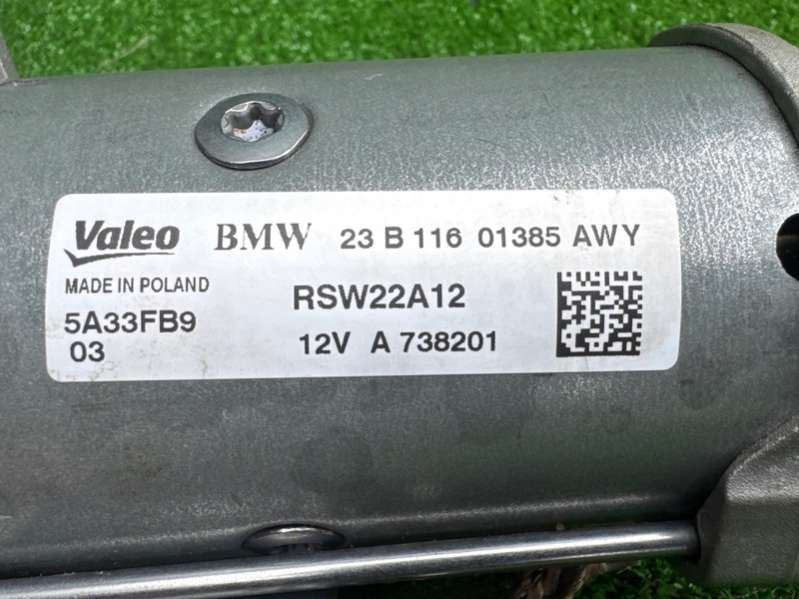 Valeo BMW 23 B 116 01385 AWY
MADE IN POLAND RSW22A12
5A33FB9
03 12V A 738201